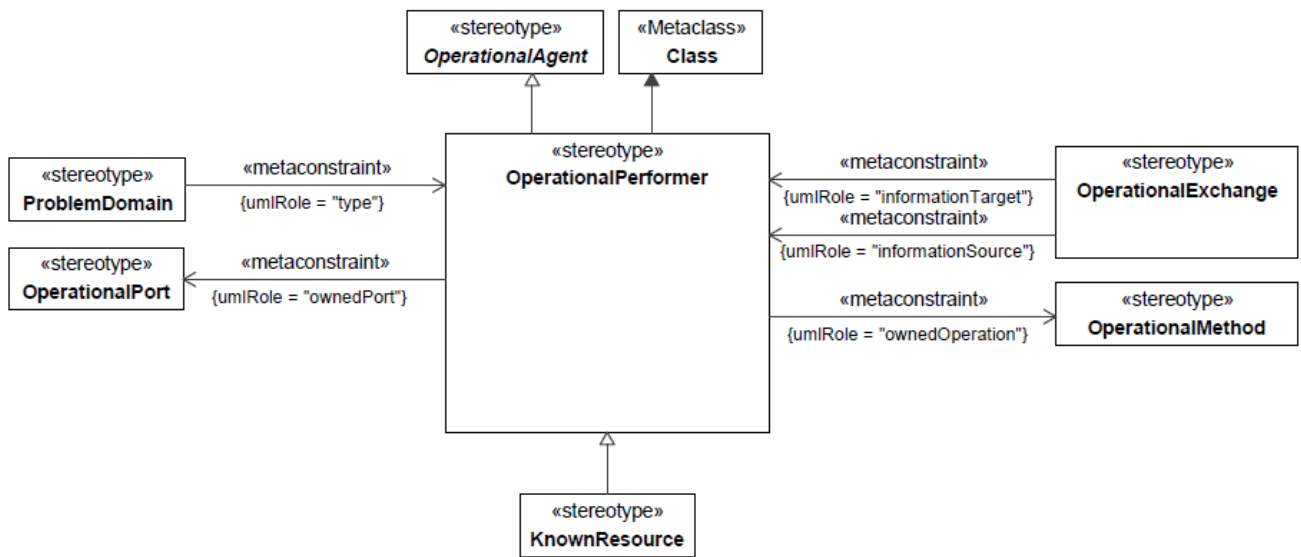 «stereotype»
OperationalAgent
«Metaclass»
Class
«stereotype»
OperationalPerformer
«stereotype»
ProblemDomain
«metaconstraint»
{umlRole = "type"}
«stereotype»
OperationalPort
«metaconstraint»
{umlRole = "ownedPort"}
«metaconstraint»
{umlRole = "informationTarget"}
«metaconstraint»
{umlRole = "informationSource"}
«stereotype»
OperationalExchange
«metaconstraint»
{umlRole = "ownedOperation"}
«stereotype»
OperationalMethod
«stereotype»
KnownResource